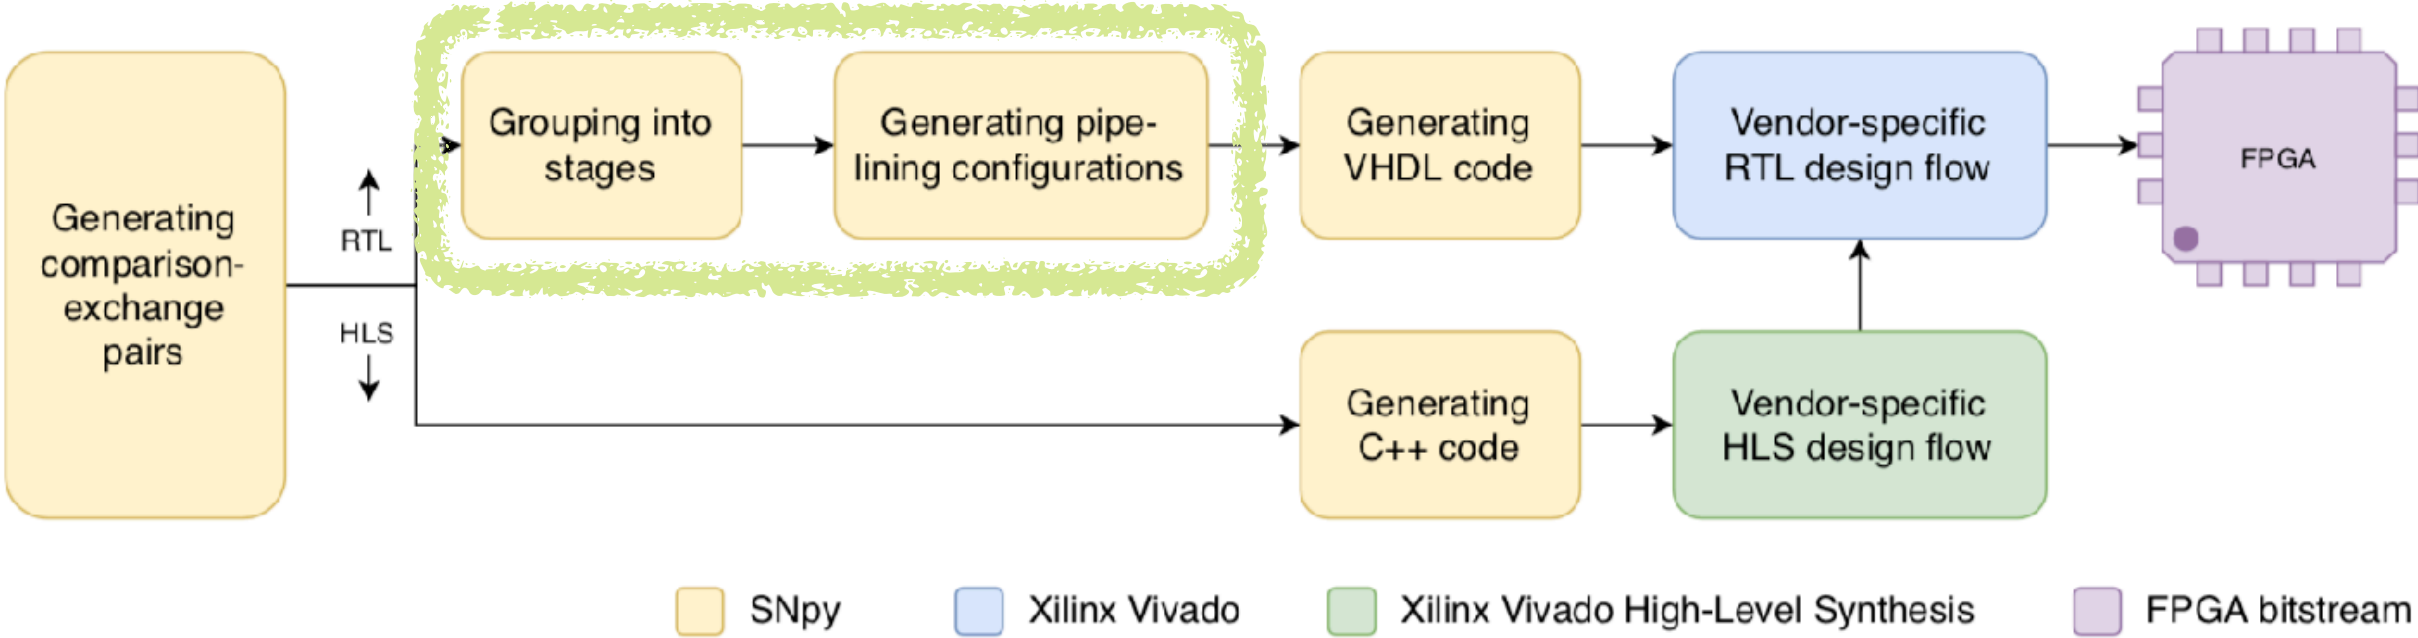 Generating
comparison-
exchange
pairs
RTL
HLS
Grouping into
stages
Generating pipe-
lining configurations
Generating
VHDL code
Vendor-specific
RTL design flow
FPGA
Generating
C++ code
Vendor-specific
HLS design flow
SNpy
Xilinx Vivado
Xilinx Vivado High-Level Synthesis
FPGA bitstream